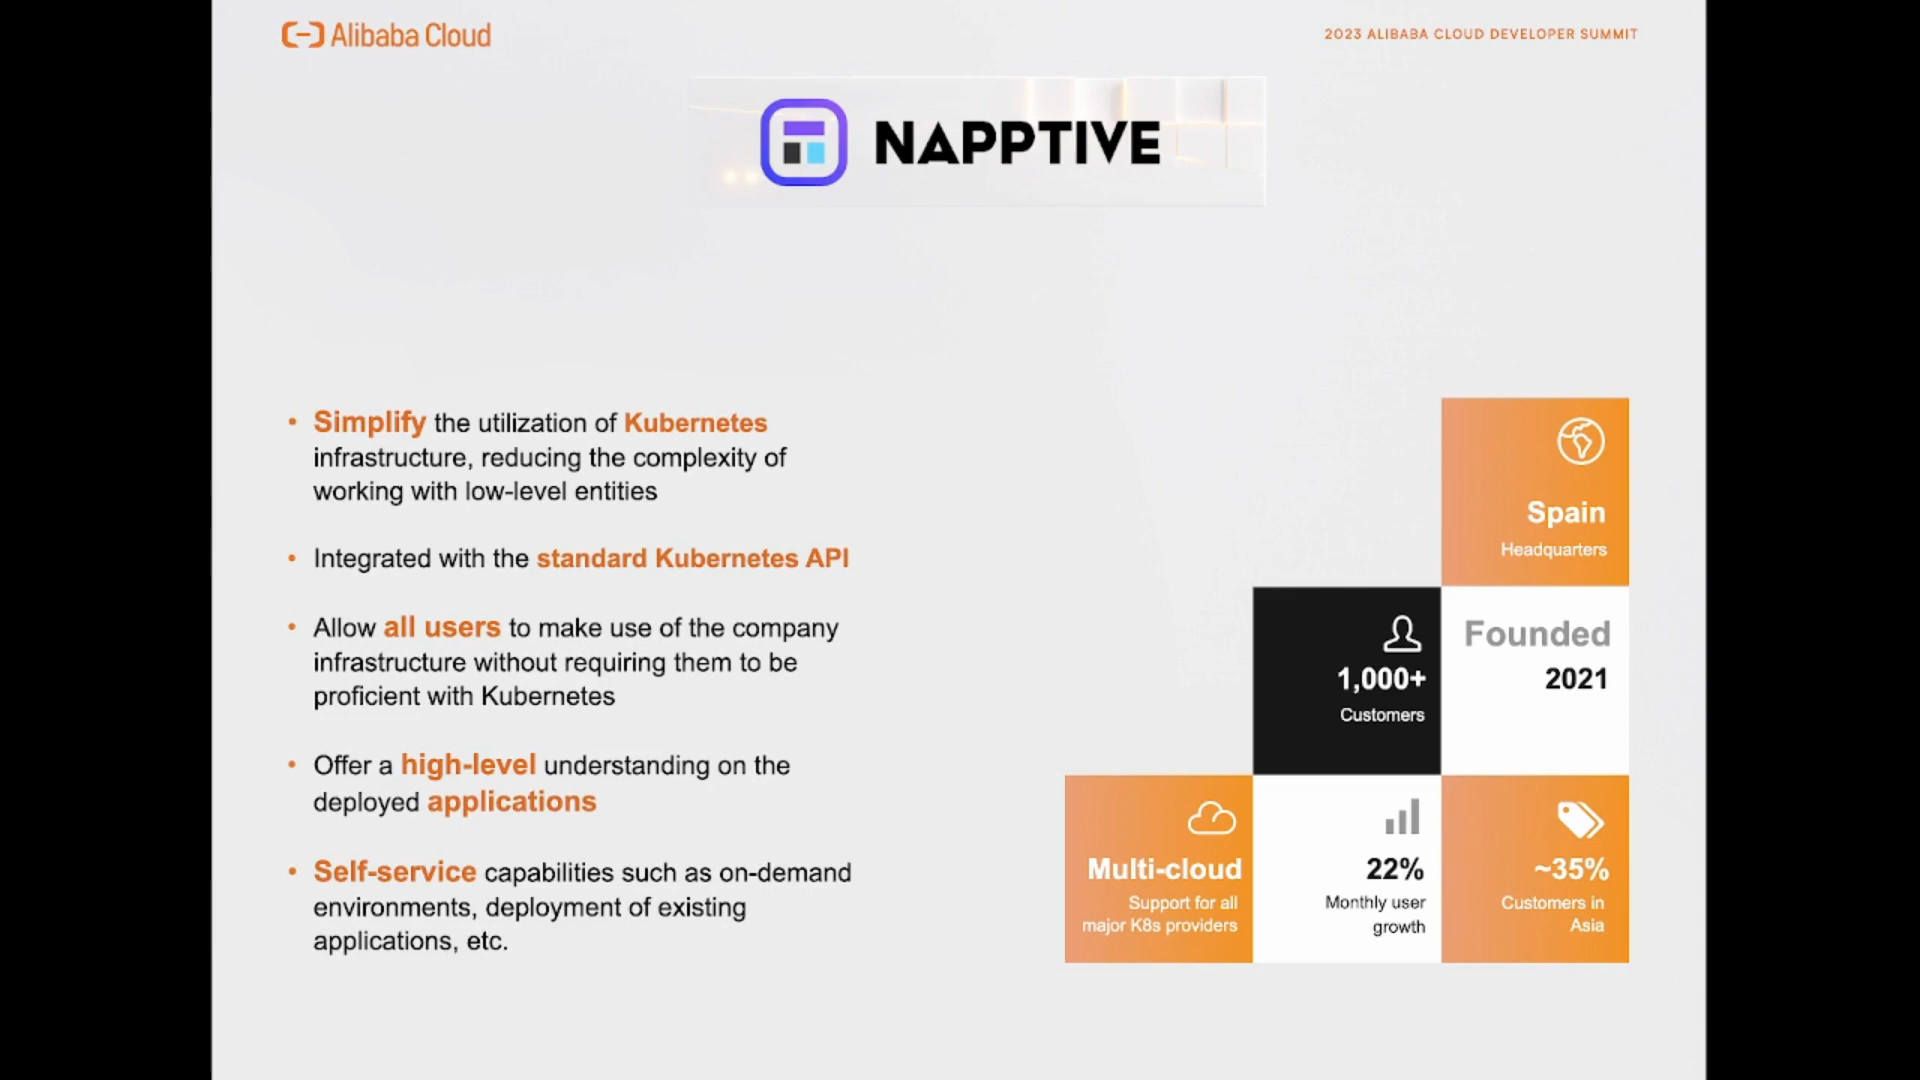 Alibaba Cloud
2023 ALIBABA CLOUD DEVELOPER SUMMIT
NAPPTIVE
• Simplify the utilization of Kubernetes
infrastructure, reducing the complexity of
working with low-level entities
• Integrated with the standard Kubernetes API
• Allow all users to make use of the company
infrastructure without requiring them to be
proficient with Kubernetes
• Offer a high-level understanding on the
deployed applications
• Self-service capabilities such as on-demand
environments, deployment of existing
applications, etc.
Spain
Headquarters
1,000+
Customers
Founded
2021
Multi-cloud
Support for all
major K8s providers
22%
Monthly user
growth
~35%
Customers in
Asia